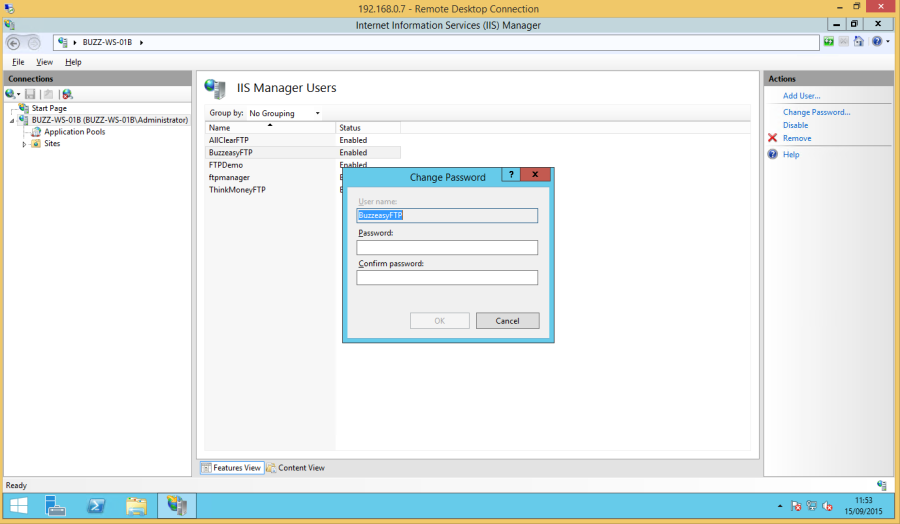 192.168.0.7 - Remote Desktop Connection
Internet Information Services (IIS) Manager
BUZZ-WS-01B
File View Help
Connections
Start Page
BUZZ-WS-01B (BUZZ-WS-01B\Administrator)
Application Pools
Sites
IIS Manager Users
Group by: No Grouping
Name Status
AllClearFTP Enabled
BuzzeasyFTP Enabled
FTPDemo Enabled
ftpmanager
ThinkMoneyFTP
Change Password ? X
User name:
BuzzeasyFTP
Password:
Confirm password:
OK Cancel
Features View Content View
Actions
Add User...
Change Password...
Disable
Remove
Help
Ready
11:53
15/09/2015